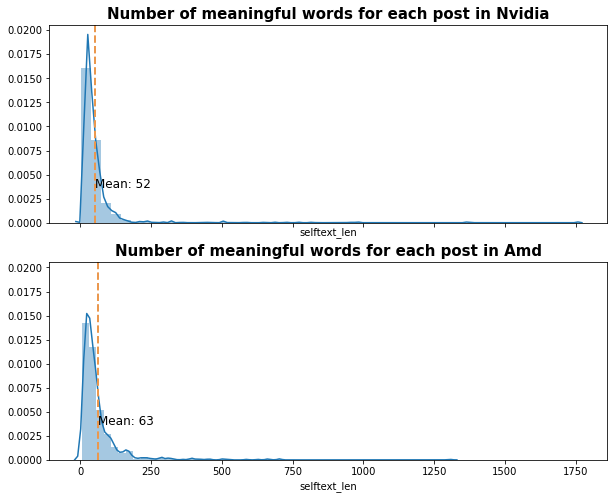 Number of meaningful words for each post in Nvidia
0.0200
0.0175
0.0150
0.0125
0.0100
0.0075
0.0050
Mean: 52
0.0025
0.0000
selftext_len
Number of meaningful words for each post in Amd
0.0200
0.0175
0.0150
0.0125
0.0100
0.0075
0.0050
Mean: 63
0.0025
0.0000
0 250 500 750 1000 1250 1500 1750
selftext_len